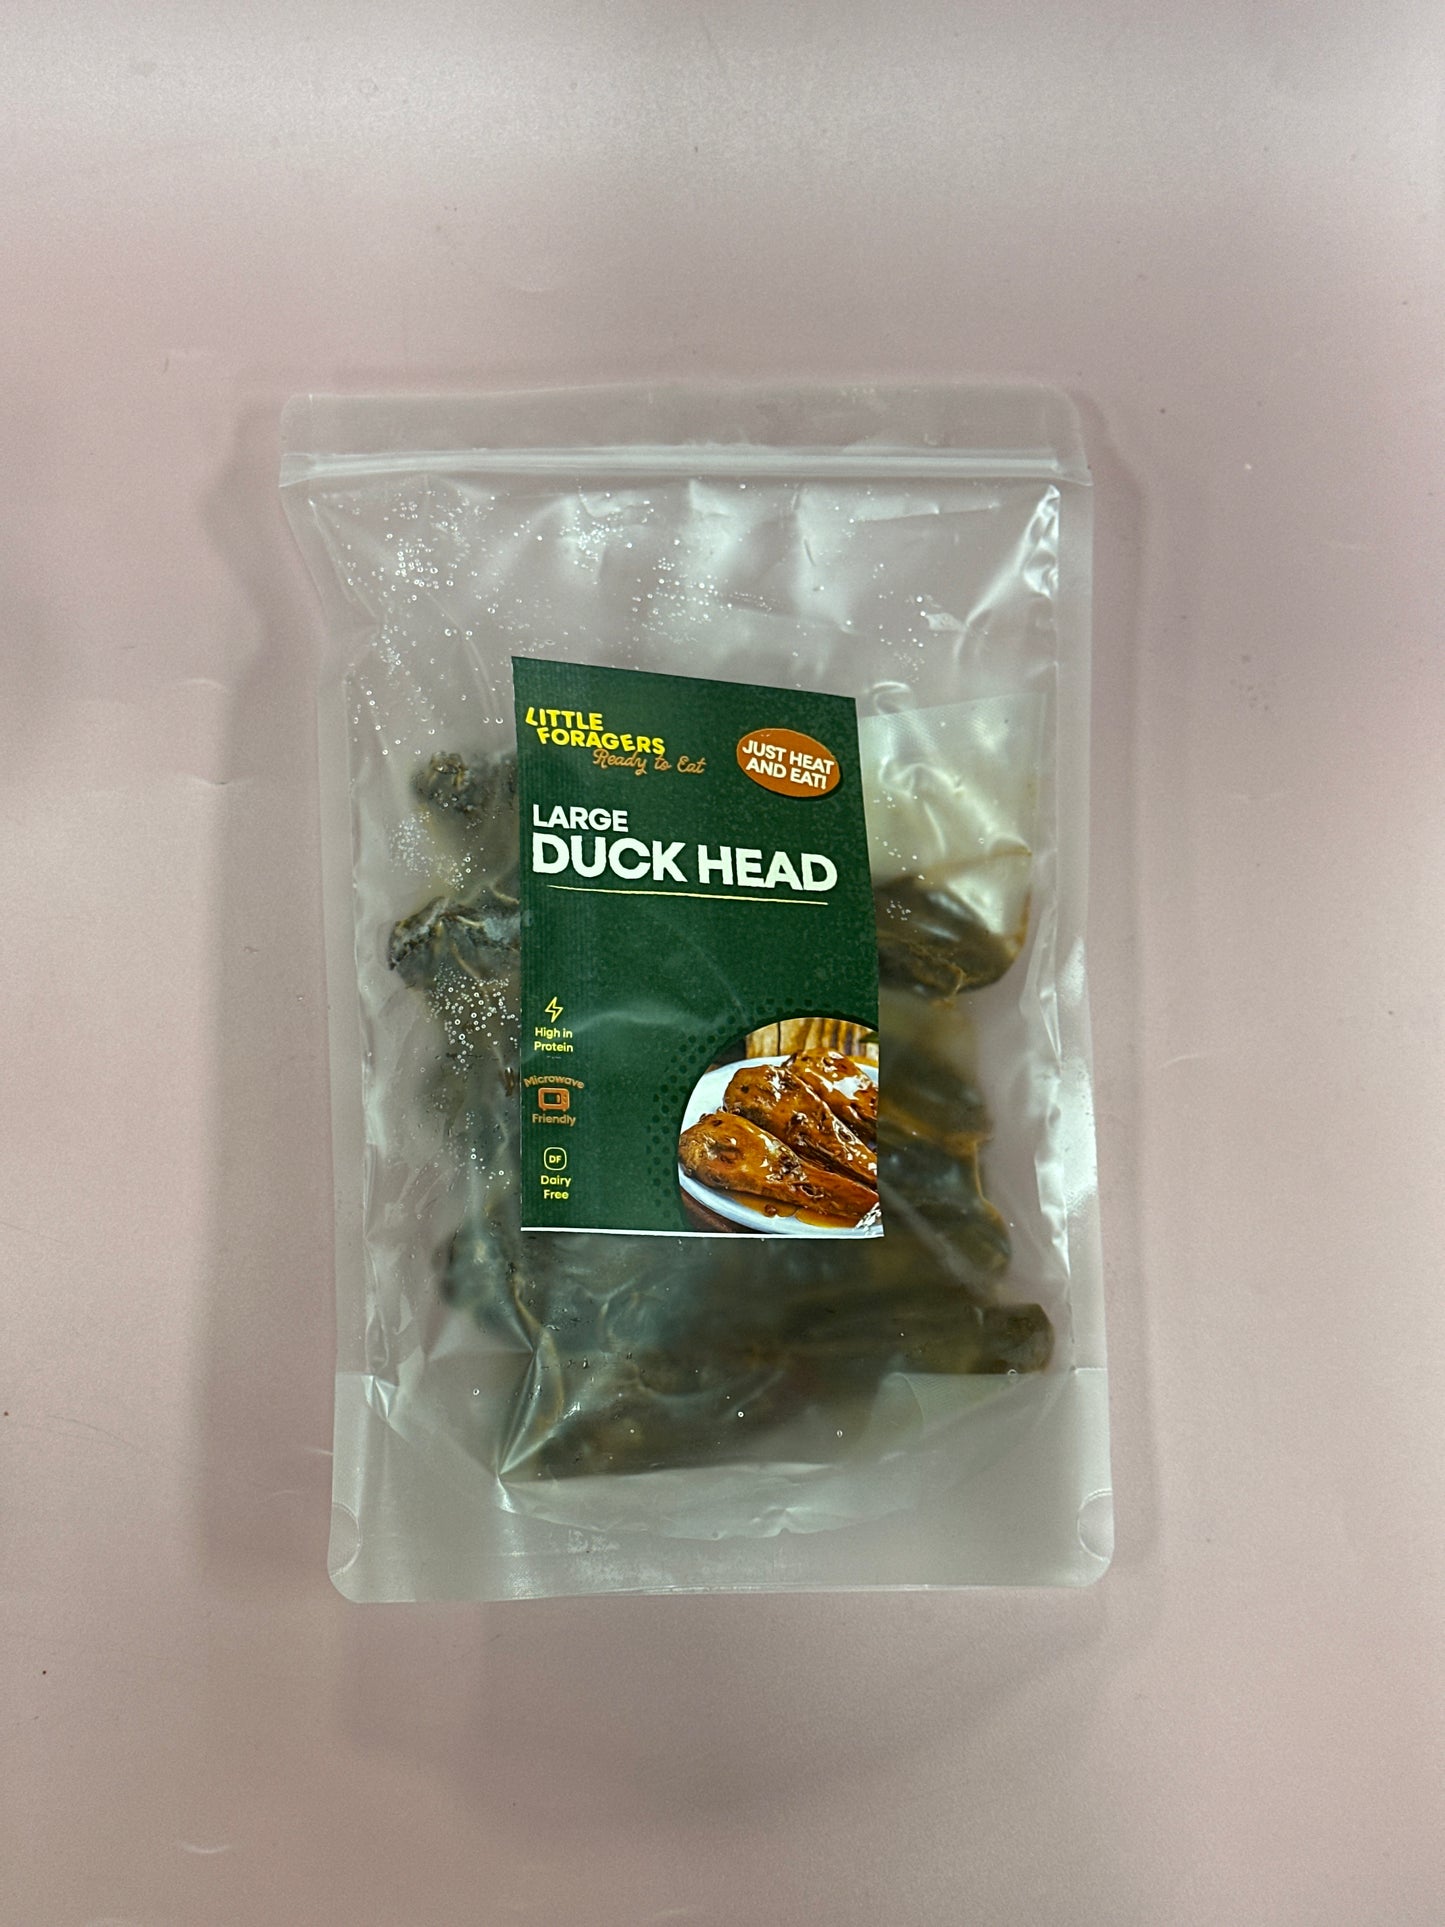 LITTLE
FORAGERS
Ready to Eat
JUST HEAT
AND EAT!
LARGE
DUCK HEAD
High in
Protein
Microwave
Friendly
DF
Dairy
Free